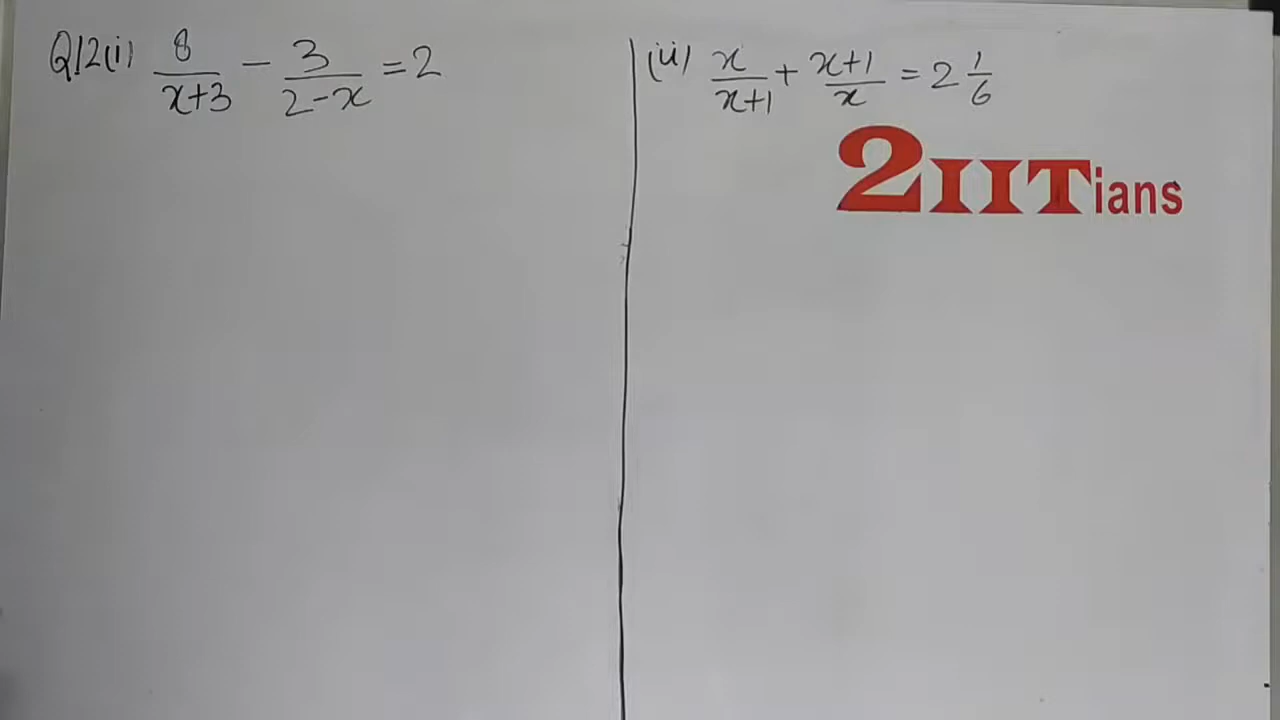 Q12(i) 8/(x+3) - 3/(2-x) = 2
(ii) x/(x+1) + (x+1)/x = 2 1/6
2IITians